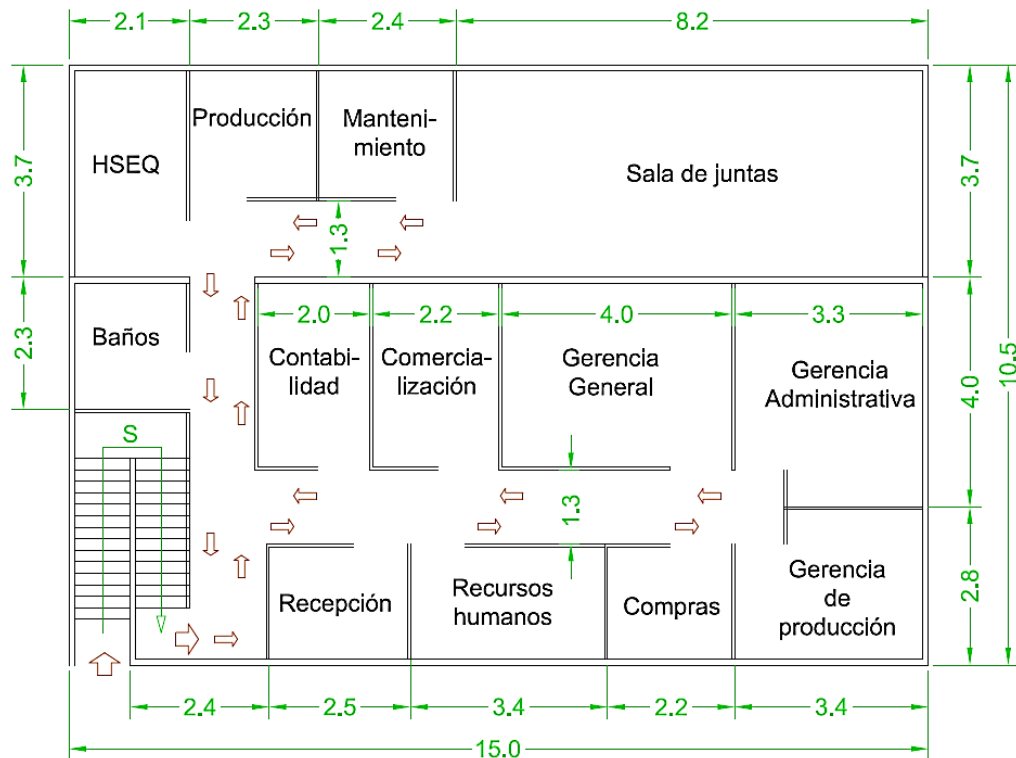 2.1
2.3
2.4
8.2
Producción
Manteni-
miento
HSEQ
Sala de juntas
3.7
3.7
1.3
2.0
2.2
4.0
3.3
Baños
2.3
Contabi-
lidad
Comercia-
lización
Gerencia
General
Gerencia
Administrativa
4.0
10.5
S
1.3
Recepción
Recursos
humanos
Compras
Gerencia
de
producción
2.8
2.4
2.5
3.4
2.2
3.4
15.0